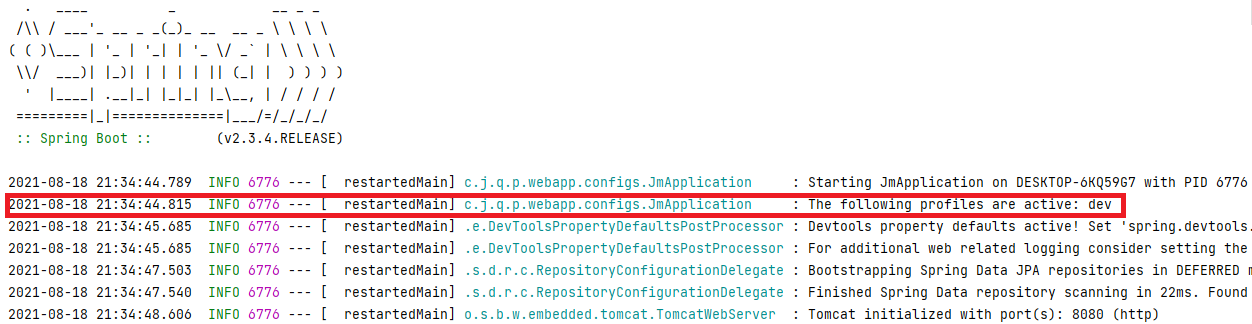 .   ____          _            __ _ _
 /\\ / ___'_ __ _ _(_)_ __  __ _ \ \ \ \
( ( )\___ | '_ | '_| | '_ \/ _` | \ \ \ \
 \\/  ___)| |_)| | | | | || (_| |  ) ) ) )
  '  |____| .__|_| |_|_| |_\__, | / / / /
 =========|_|==============|___/=/_/_/_/
 :: Spring Boot ::        (v2.3.4.RELEASE)
2021-08-18 21:34:44.789  INFO 6776 --- [  restartedMain] c.j.q.p.webapp.configs.JmApplication     : Starting JmApplication on DESKTOP-6KQ59G7 with PID 6776
2021-08-18 21:34:44.815  INFO 6776 --- [  restartedMain] c.j.q.p.webapp.configs.JmApplication     : The following profiles are active: dev
2021-08-18 21:34:45.685  INFO 6776 --- [  restartedMain] .e.DevToolsPropertyDefaultsPostProcessor : Devtools property defaults active! Set 'spring.devtools.
2021-08-18 21:34:45.685  INFO 6776 --- [  restartedMain] .e.DevToolsPropertyDefaultsPostProcessor : For additional web related logging consider setting the
2021-08-18 21:34:47.503  INFO 6776 --- [  restartedMain] .s.d.r.c.RepositoryConfigurationDelegate : Bootstrapping Spring Data JPA repositories in DEFERRED
2021-08-18 21:34:47.540  INFO 6776 --- [  restartedMain] .s.d.r.c.RepositoryConfigurationDelegate : Finished Spring Data repository scanning in 22ms. Found
2021-08-18 21:34:48.606  INFO 6776 --- [  restartedMain] o.s.b.w.embedded.tomcat.TomcatWebServer  : Tomcat initialized with port(s): 8080 (http)